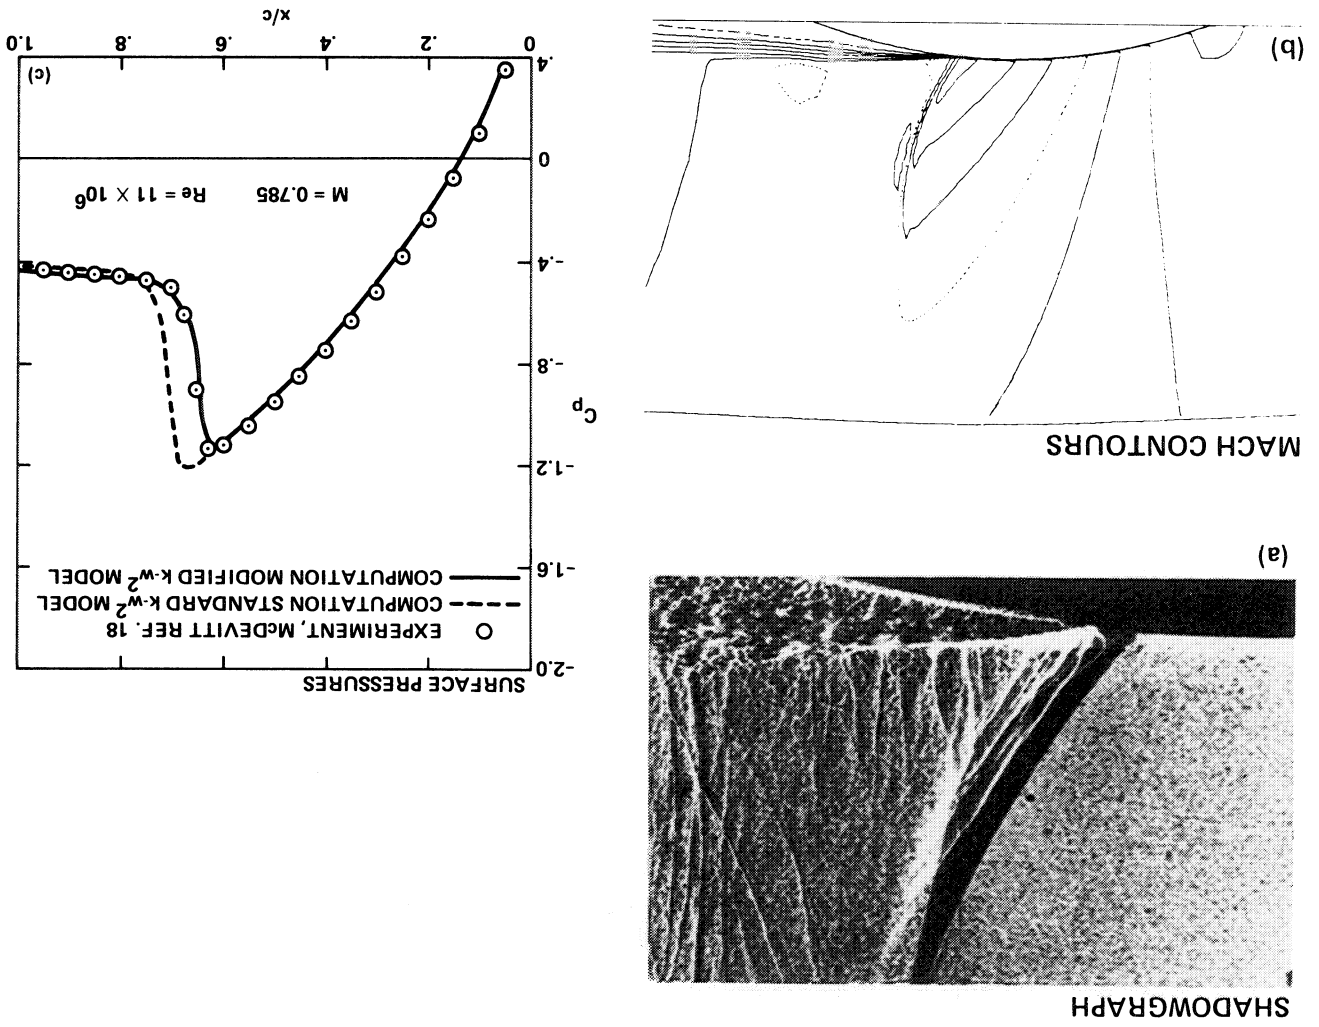 SHADOWGRAPH
(a)
MACH CONTOURS
(b)
SURFACE PRESSURES
-2.0
EXPERIMENT, McDEVITT REF. 18
COMPUTATION STANDARD k-w² MODEL
COMPUTATION MODIFIED k-w² MODEL
-1.6
-1.2
Cp
-.8
-.4
M = 0.785 Re = 11 × 10⁶
0
.4
(c)
0 .2 .4 .6 .8 1.0
x/c